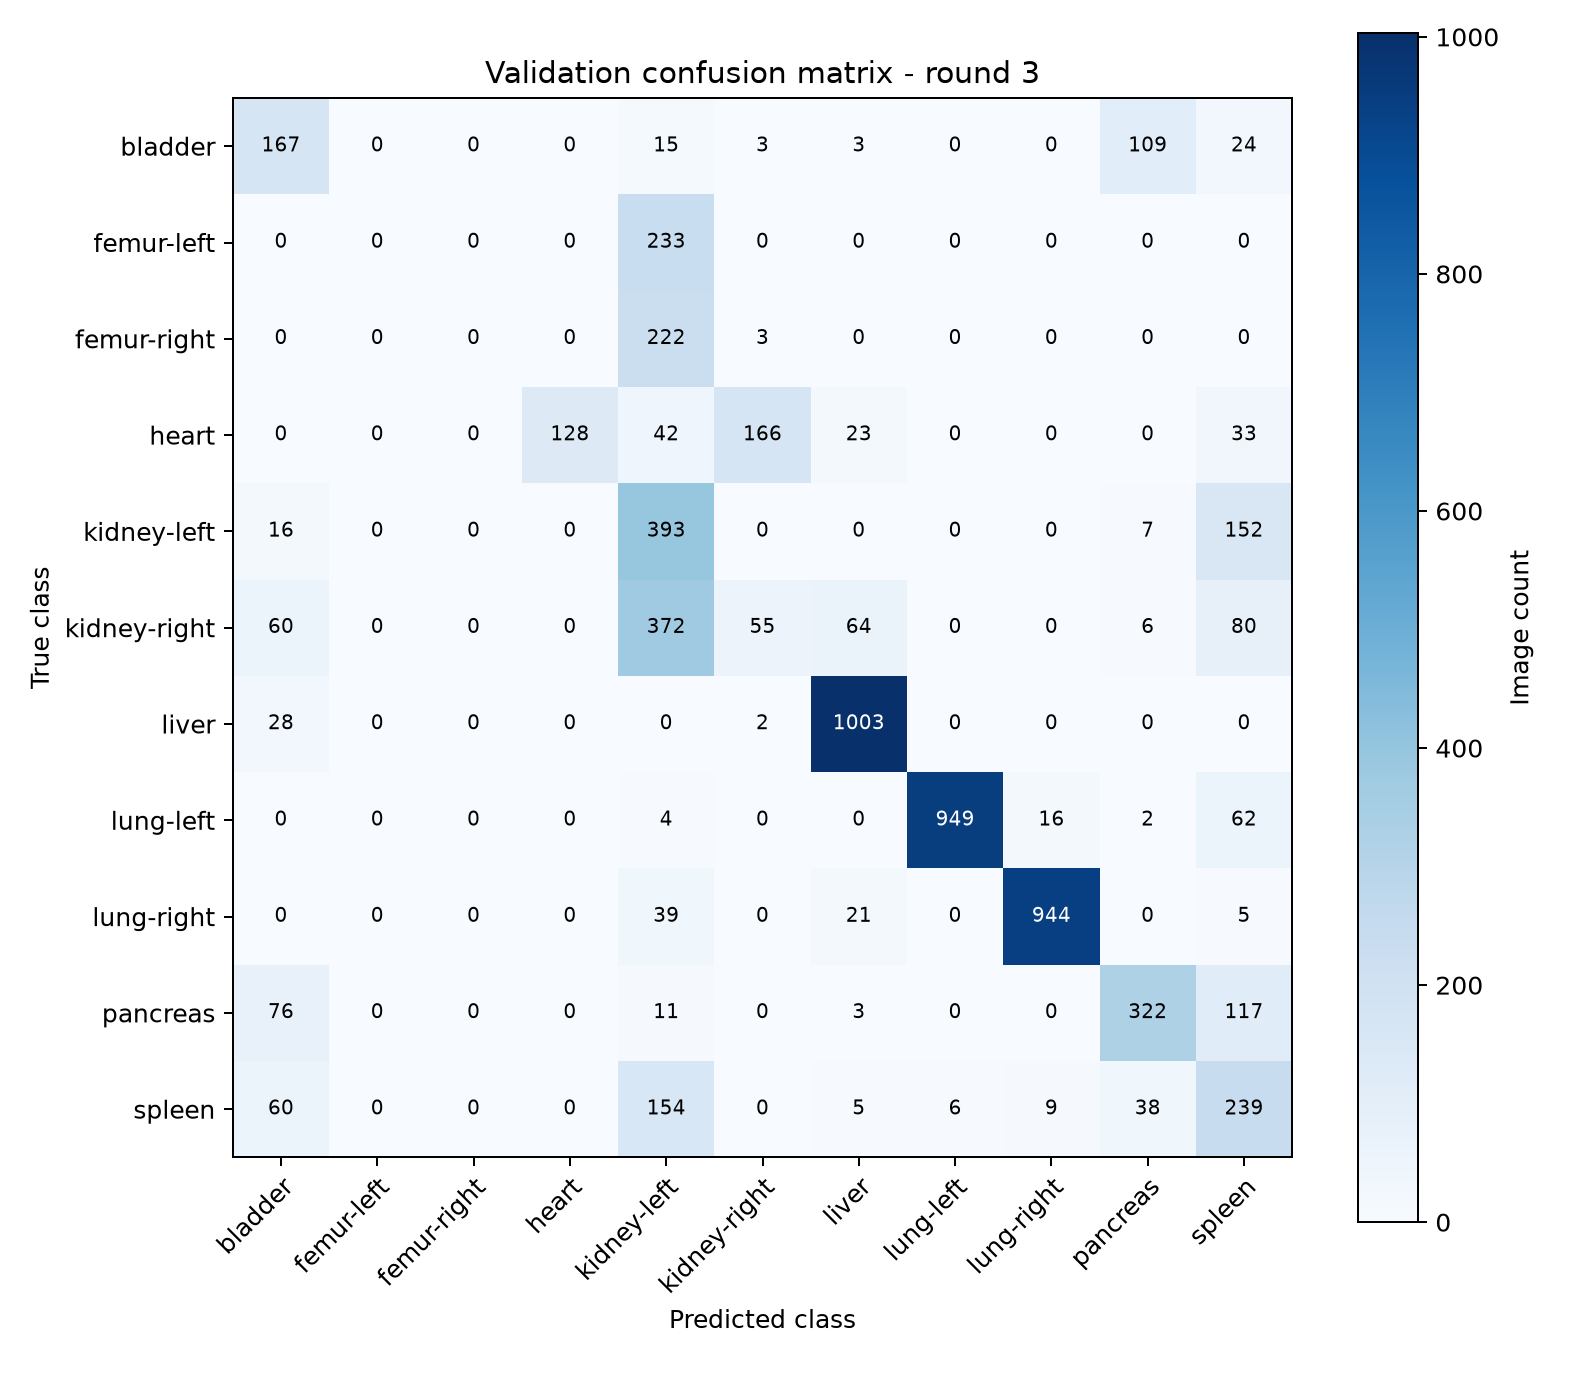 Validation confusion matrix - round 3
bladder 167 0 0 0 15 3 3 0 0 109 24
femur-left 0 0 0 0 233 0 0 0 0 0 0
femur-right 0 0 0 0 222 3 0 0 0 0 0
heart 0 0 0 128 42 166 23 0 0 0 33
kidney-left 16 0 0 0 393 0 0 0 0 7 152
kidney-right 60 0 0 0 372 55 64 0 0 6 80
liver 28 0 0 0 0 2 1003 0 0 0 0
lung-left 0 0 0 0 4 0 0 949 16 2 62
lung-right 0 0 0 0 39 0 21 0 944 0 5
pancreas 76 0 0 0 11 0 3 0 0 322 117
spleen 60 0 0 0 154 0 5 6 9 38 239
bladder femur-left femur-right heart kidney-left kidney-right liver lung-left lung-right pancreas spleen
Predicted class
True class
1000
800
600
400
200
0
Image count